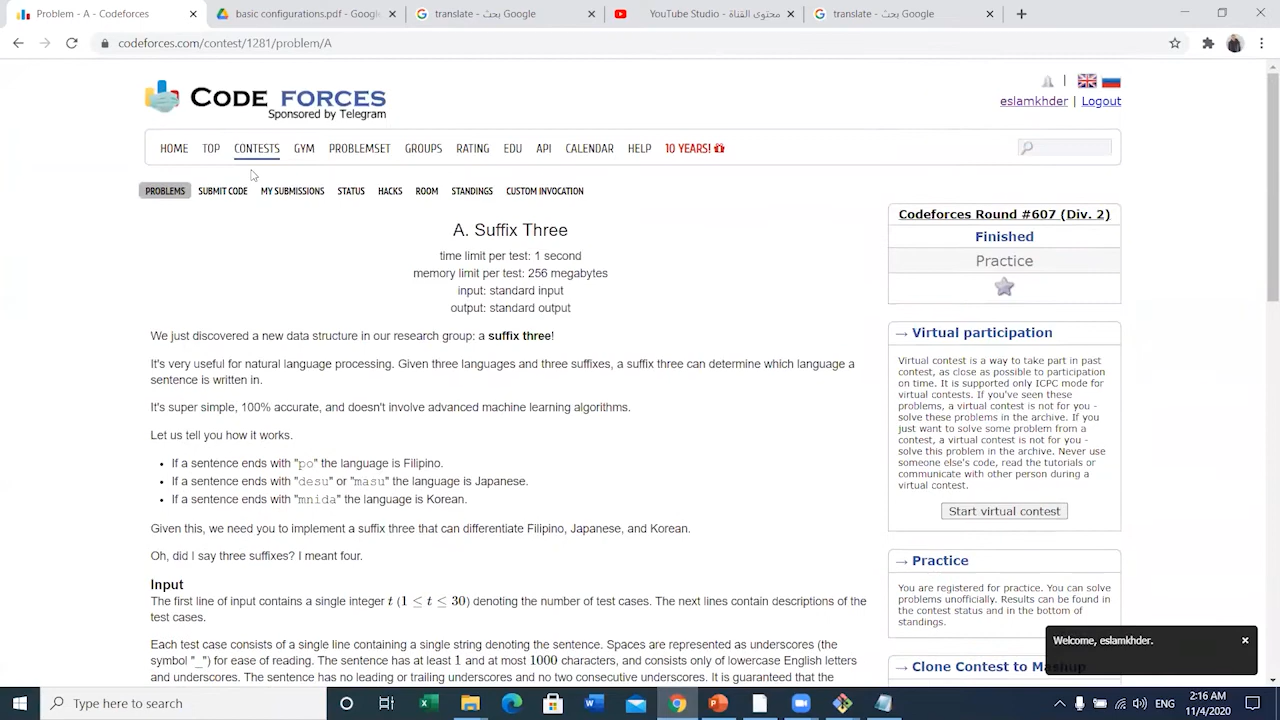 Problem - A - Codeforces
basic configurations.pdf - Google
translate - بحث Google
YouTube Studio - محتوى القناة
translate - بحث Google
codeforces.com/contest/1281/problem/A
CODE FORCES
Sponsored by Telegram
eslamkhder | Logout
HOME TOP CONTESTS GYM PROBLEMSET GROUPS RATING EDU API CALENDAR HELP 10 YEARS!
PROBLEMS SUBMIT CODE MY SUBMISSIONS STATUS HACKS ROOM STANDINGS CUSTOM INVOCATION
A. Suffix Three
time limit per test: 1 second
memory limit per test: 256 megabytes
input: standard input
output: standard output
We just discovered a new data structure in our research group: a suffix three!
It's very useful for natural language processing. Given three languages and three suffixes, a suffix three can determine which language a
sentence is written in.
It's super simple, 100% accurate, and doesn't involve advanced machine learning algorithms.
Let us tell you how it works.
• If a sentence ends with "po" the language is Filipino.
• If a sentence ends with "desu" or "masu" the language is Japanese.
• If a sentence ends with "mnida" the language is Korean.
Given this, we need you to implement a suffix three that can differentiate Filipino, Japanese, and Korean.
Oh, did I say three suffixes? I meant four.
Input
The first line of input contains a single integer t (1 ≤ t ≤ 30) denoting the number of test cases. The next lines contain descriptions of the
test cases.
Each test case consists of a single line containing a single string denoting the sentence. Spaces are represented as underscores (the
symbol "_") for ease of reading. The sentence has at least 1 and at most 1000 characters, and consists only of lowercase English letters
and underscores. The sentence has no leading or trailing underscores and no two consecutive underscores. It is guaranteed that the
Codeforces Round #607 (Div. 2)
Finished
Practice
→ Virtual participation
Virtual contest is a way to take part in past
contest, as close as possible to participation
on time. It is supported only ICPC mode for
virtual contests. If you've seen these
problems, a virtual contest is not for you -
solve these problems in the archive. If you
just want to solve some problem from a
contest, a virtual contest is not for you -
solve this problem in the archive. Never use
someone else's code, read the tutorials or
communicate with other person during a
virtual contest.
Start virtual contest
→ Practice
You are registered for practice. You can solve
problems unofficially. Results can be found in
the contest status and in the bottom of
standings.
Welcome, eslamkhder.
→ Clone Contest to Mashup
Type here to search
ENG
2:16 AM
11/4/2020